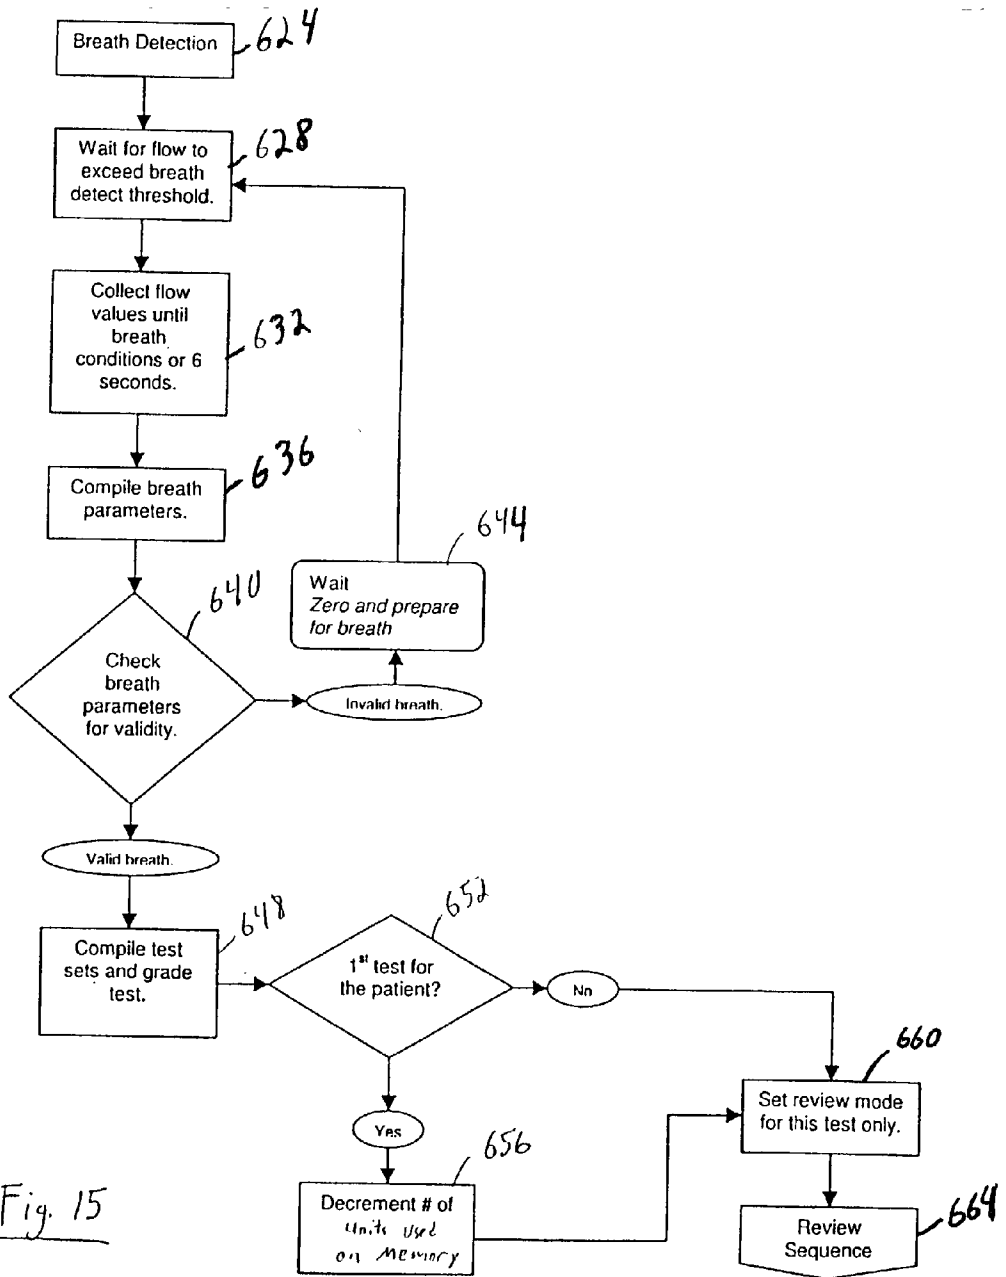 Breath Detection
624
Wait for flow to
exceed breath
detect threshold.
628
Collect flow
values until
breath
conditions or 6
seconds.
632
Compile breath
parameters.
636
Check
breath
parameters
for validity.
640
Wait
Zero and prepare
for breath
644
Invalid breath.
Valid breath.
Compile test
sets and grade
test.
648
1st test for
the patient?
652
No
Yes
Decrement # of
units used
on Memory
656
Set review mode
for this test only.
660
Review
Sequence
664
Fig. 15